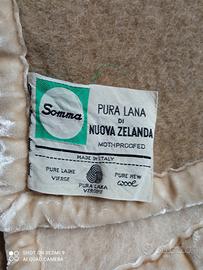 Somma
PURA LANA
DI
NUOVA ZELANDA
MOTHPROOFED
MADE IN ITALY
PURE LAINE
VIERGE
PURA LANA
VERGINE
PURE NEW
WOOL
SHOT ON REDMI 9
AI QUAD CAMERA